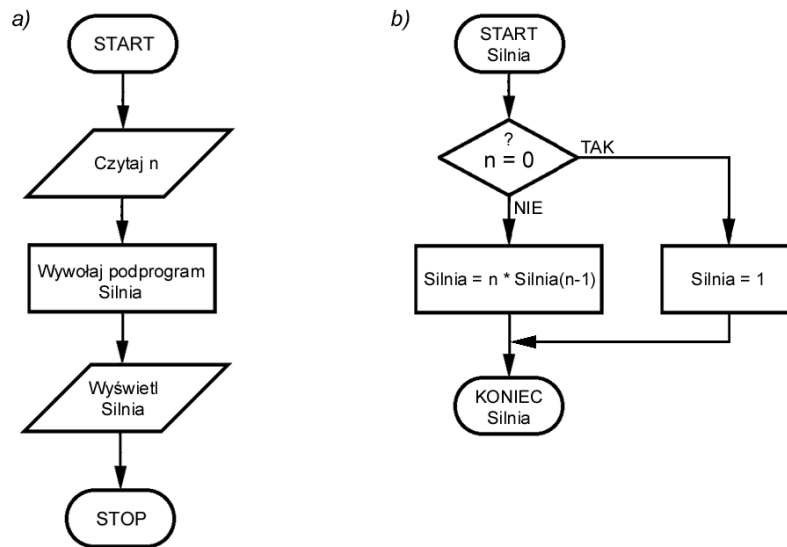 a)
START
Czytaj n
Wywołaj podprogram
Silnia
Wyświetl
Silnia
STOP
b)
START
Silnia
?
n = 0
TAK
NIE
Silnia = n * Silnia(n-1)
Silnia = 1
KONIEC
Silnia